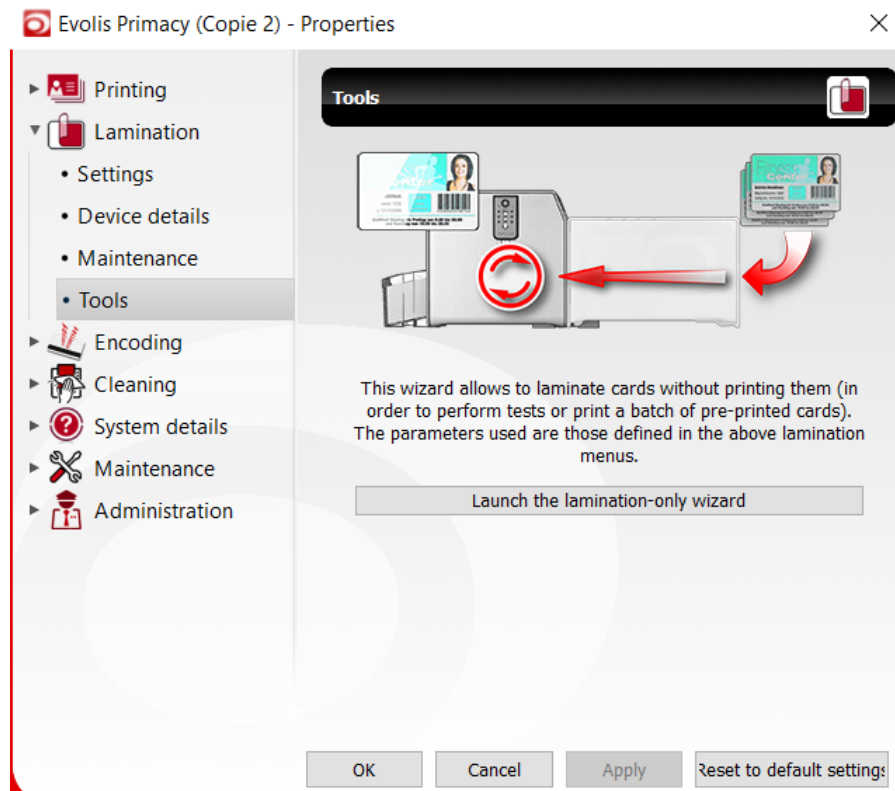 Evolis Primacy (Copie 2) - Properties
Printing
Lamination
Settings
Device details
Maintenance
Tools
Encoding
Cleaning
System details
Maintenance
Administration
Tools
This wizard allows to laminate cards without printing them (in
order to perform tests or print a batch of pre-printed cards).
The parameters used are those defined in the above lamination
menus.
Launch the lamination-only wizard
OK
Cancel
Apply
Reset to default settings